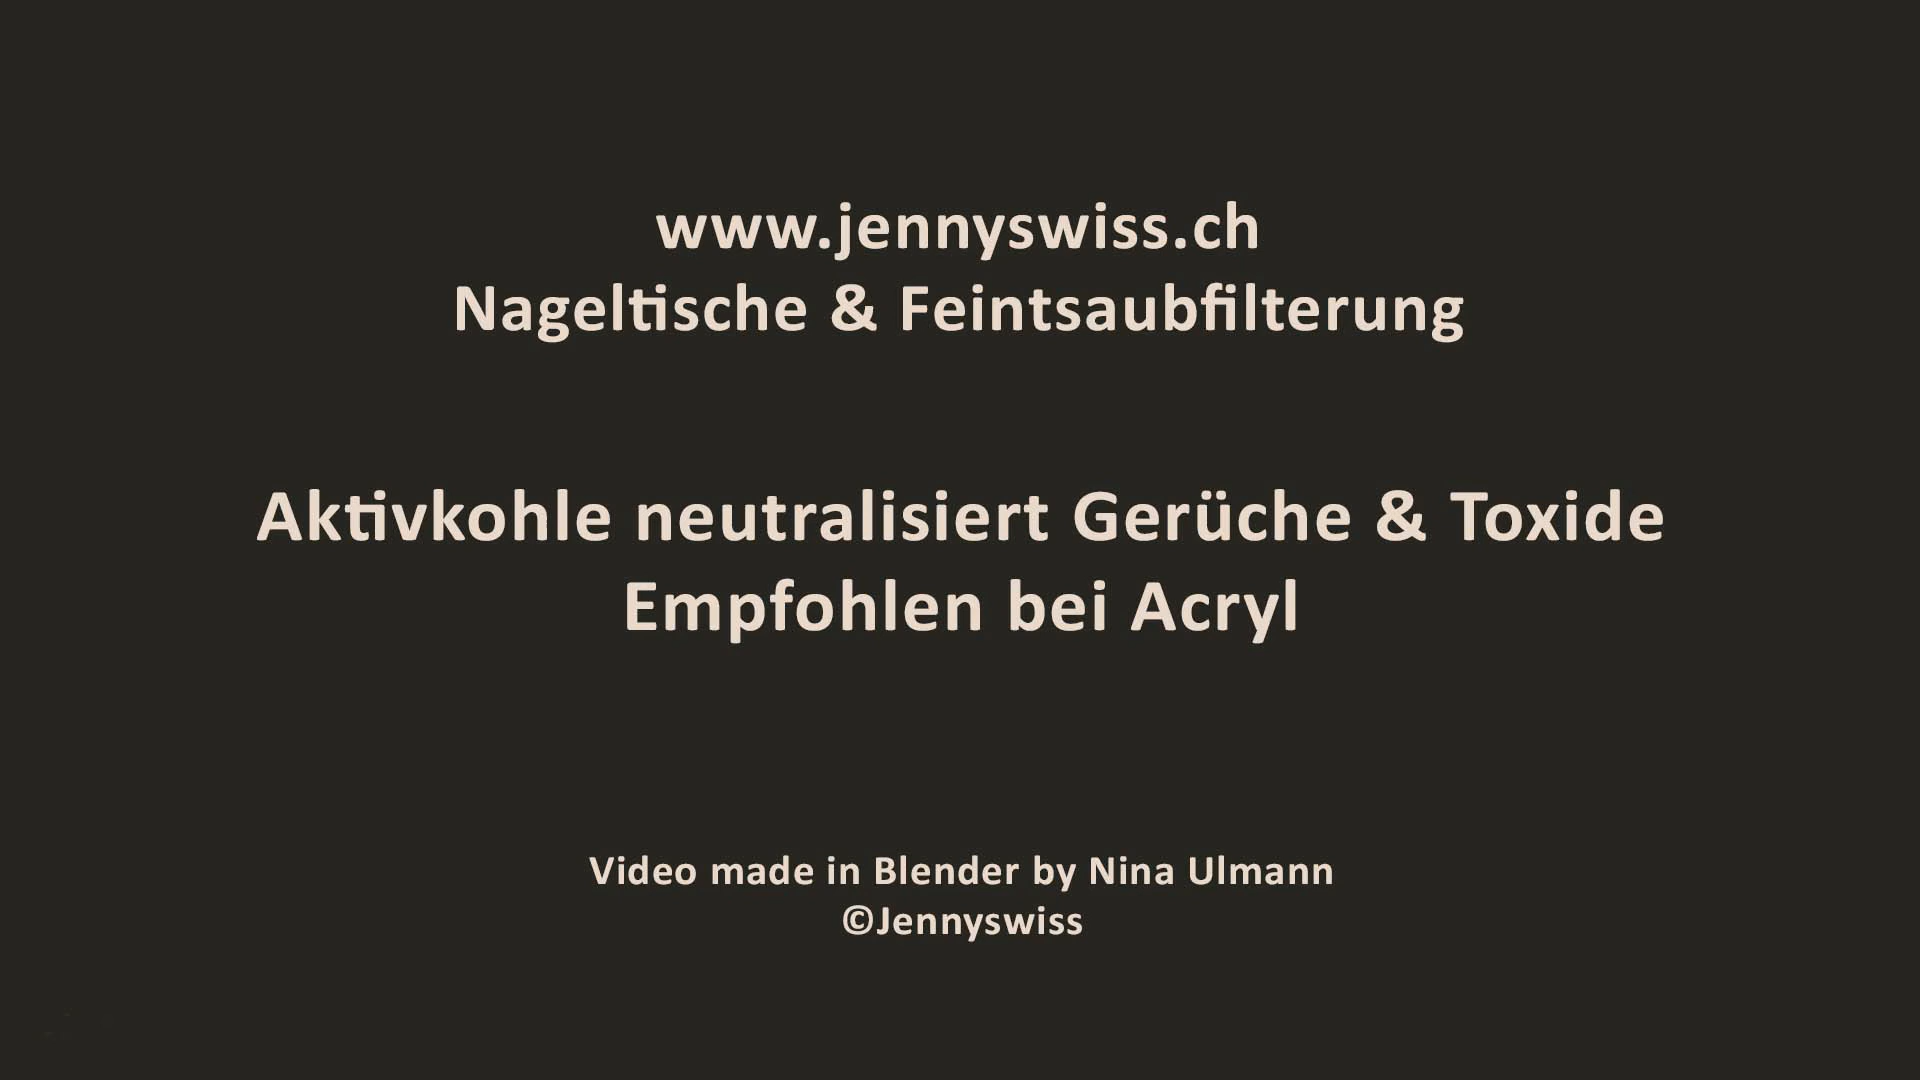 www.jennyswiss.ch
Nageltische & Feintsaubfilterung
Aktivkohle neutralisiert Gerüche & Toxide
Empfohlen bei Acryl
Video made in Blender by Nina Ulmann
©Jennyswiss